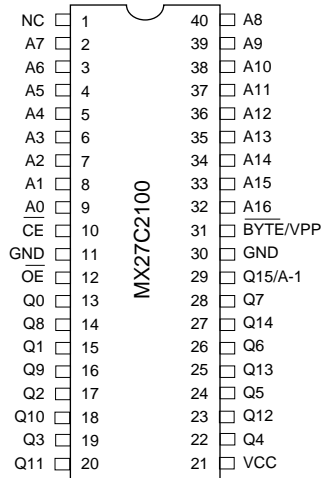 NC 1 40 A8
A7 2 39 A9
A6 3 38 A10
A5 4 37 A11
A4 5 36 A12
A3 6 35 A13
A2 7 34 A14
A1 8 33 A15
A0 9 32 A16
CE 10 31 BYTE/VPP
GND 11 30 GND
OE 12 29 Q15/A-1
Q0 13 28 Q7
Q8 14 27 Q14
Q1 15 26 Q6
Q9 16 25 Q13
Q2 17 24 Q5
Q10 18 23 Q12
Q3 19 22 Q4
Q11 20 21 VCC
MX27C2100